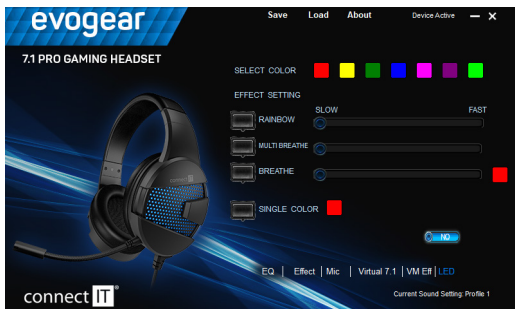 evogear
Save Load About Device Active
7.1 PRO GAMING HEADSET
SELECT COLOR
EFFECT SETTING
SLOW FAST
RAINBOW
MULTI BREATHE
BREATHE
SINGLE COLOR
NO
EQ | Effect | Mic | Virtual 7.1 | VM Eff | LED
connect IT
Current Sound Setting: Profile 1